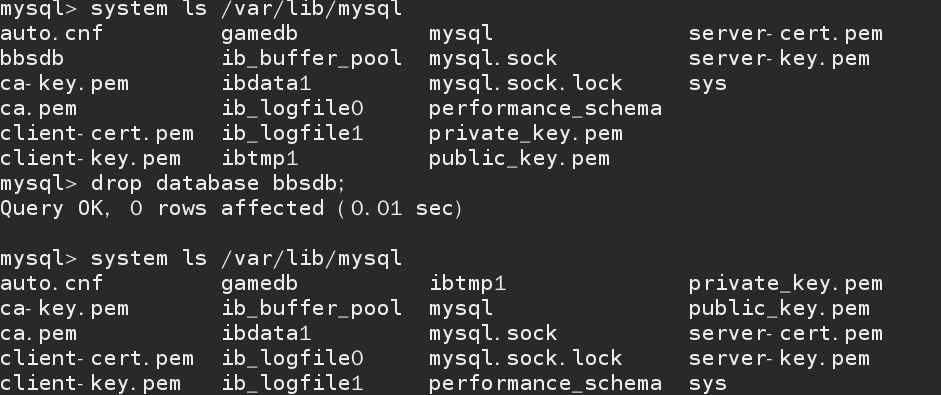 mysql> system ls /var/lib/mysql
auto.cnf gamedb mysql server-cert.pem
bbsdb ib_buffer_pool mysql.sock server-key.pem
ca-key.pem ibdata1 mysql.sock.lock sys
ca.pem ib_logfile0 performance_schema
client-cert.pem ib_logfile1 private_key.pem
client-key.pem ibtmp1 public_key.pem
mysql> drop database bbsdb;
Query OK, 0 rows affected (0.01 sec)
mysql> system ls /var/lib/mysql
auto.cnf gamedb ibtmp1 private_key.pem
ca-key.pem ib_buffer_pool mysql public_key.pem
ca.pem ibdata1 mysql.sock server-cert.pem
client-cert.pem ib_logfile0 mysql.sock.lock server-key.pem
client-key.pem ib_logfile1 performance_schema sys